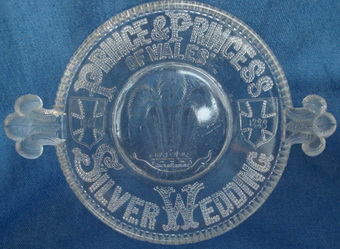 PRINCE & PRINCESS
OF WALES'
SILVER WEDDING